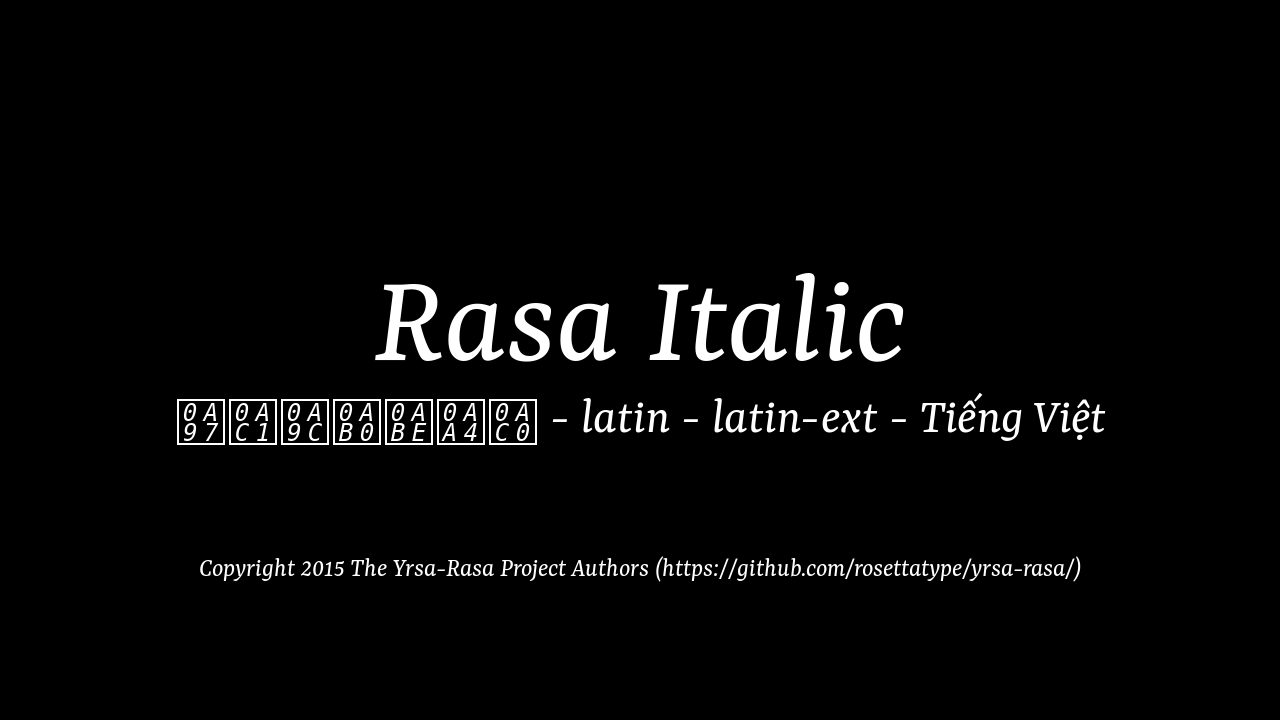 Rasa Italic
ગુજરાતી - latin - latin-ext - Tiếng Việt
Copyright 2015 The Yrsa-Rasa Project Authors (https://github.com/rosettatype/yrsa-rasa/)